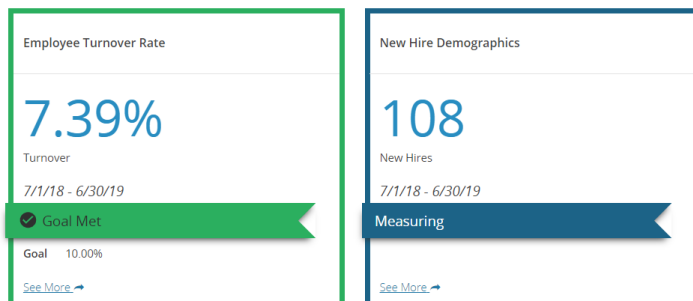 Employee Turnover Rate
7.39%
Turnover
7/1/18 - 6/30/19
Goal Met
Goal 10.00%
See More
New Hire Demographics
108
New Hires
7/1/18 - 6/30/19
Measuring
See More